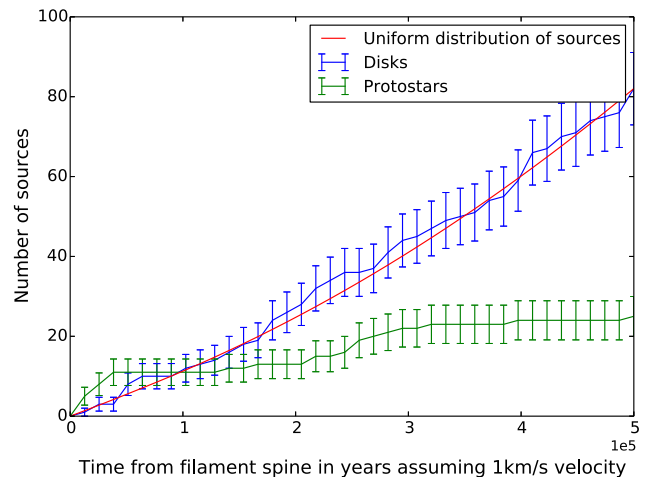 100
80
60
40
20
0
Number of sources
Uniform distribution of sources
Disks
Protostars
0 1 2 3 4 5
1e5
Time from filament spine in years assuming 1km/s velocity